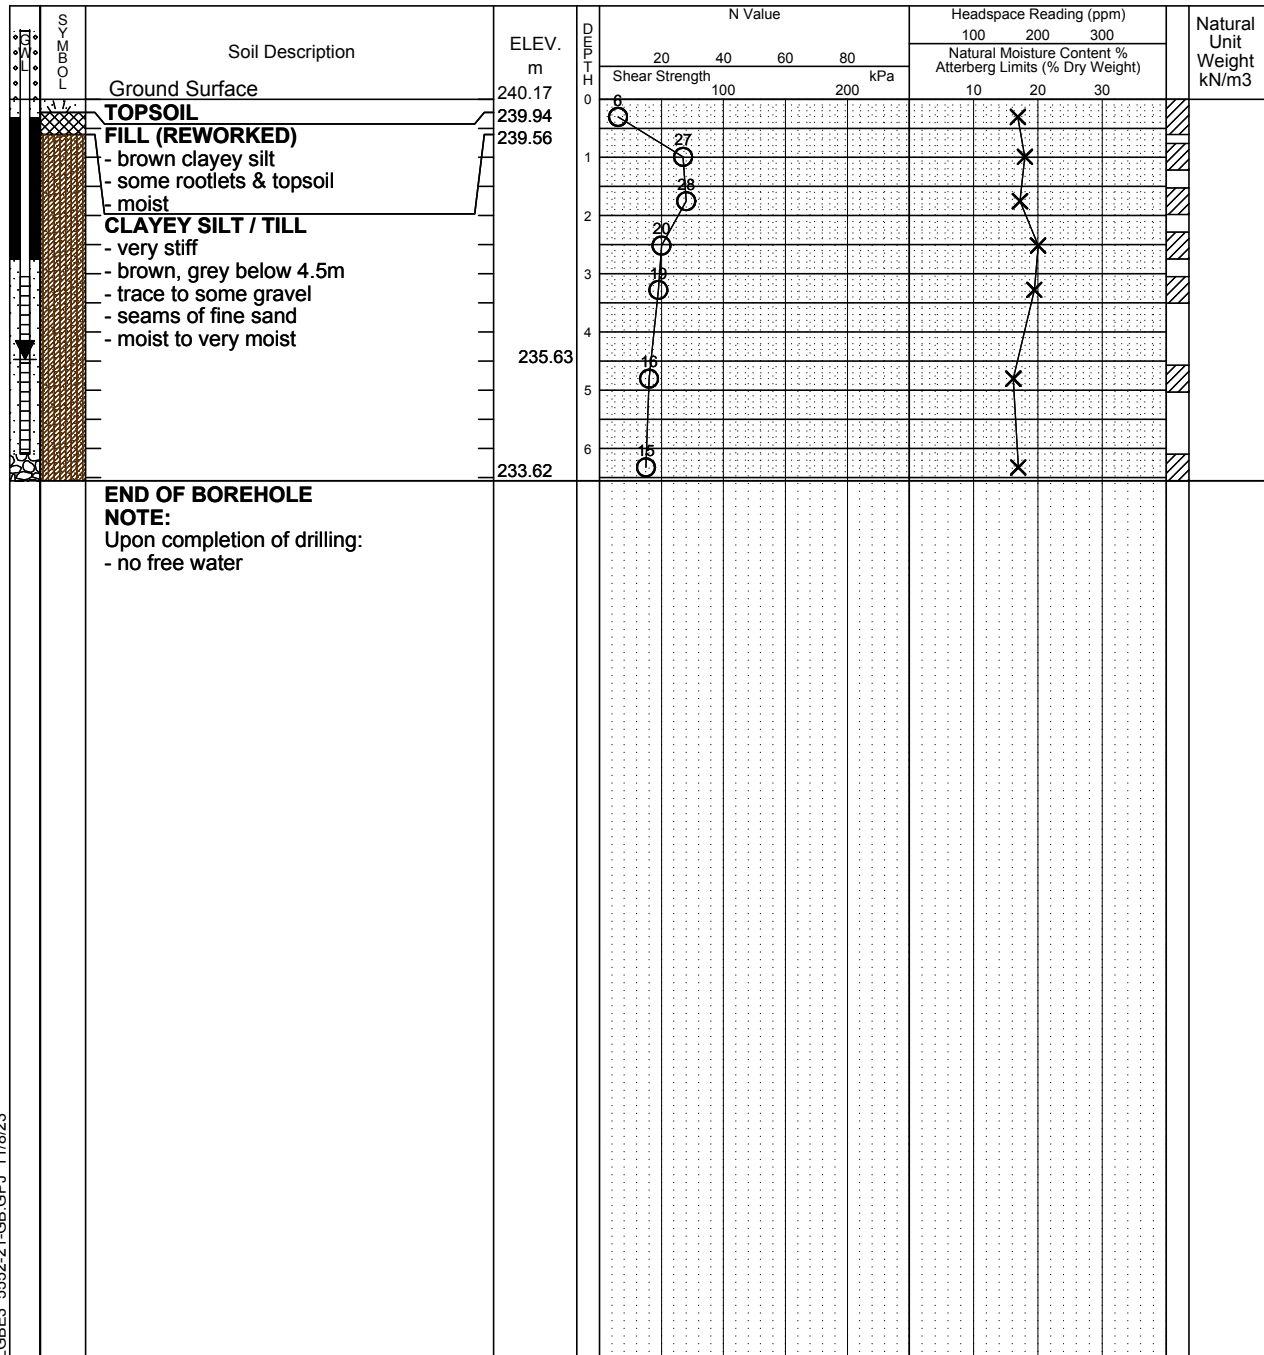 N Value
Headspace Reading (ppm)
100 200 300
Natural Moisture Content %
Atterberg Limits (% Dry Weight)
10 20 30
Natural
Unit
Weight
kN/m3
GWL
SYMBOL
Soil Description
ELEV.
m
DEPTH
20 40 60 80
Shear Strength kPa
100 200
Ground Surface
240.17
0
TOPSOIL
239.94
6
FILL (REWORKED)
239.56
27
- brown clayey silt
1
- some rootlets & topsoil
28
- moist
2
CLAYEY SILT / TILL
20
- very stiff
- brown, grey below 4.5m
3
19
- trace to some gravel
- seams of fine sand
4
- moist to very moist
235.63
16
5
6
15
233.62
END OF BOREHOLE
NOTE:
Upon completion of drilling:
- no free water